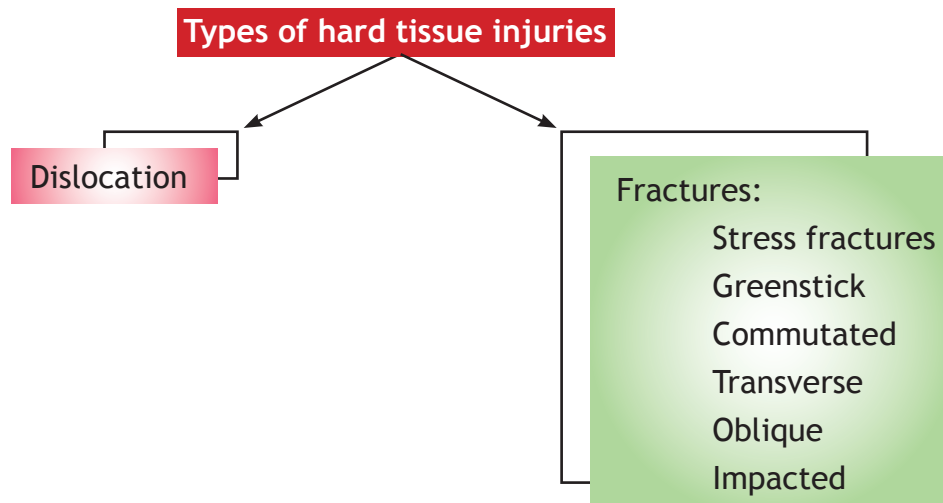 Types of hard tissue injuries
Dislocation
Fractures:
Stress fractures
Greenstick
Commutated
Transverse
Oblique
Impacted